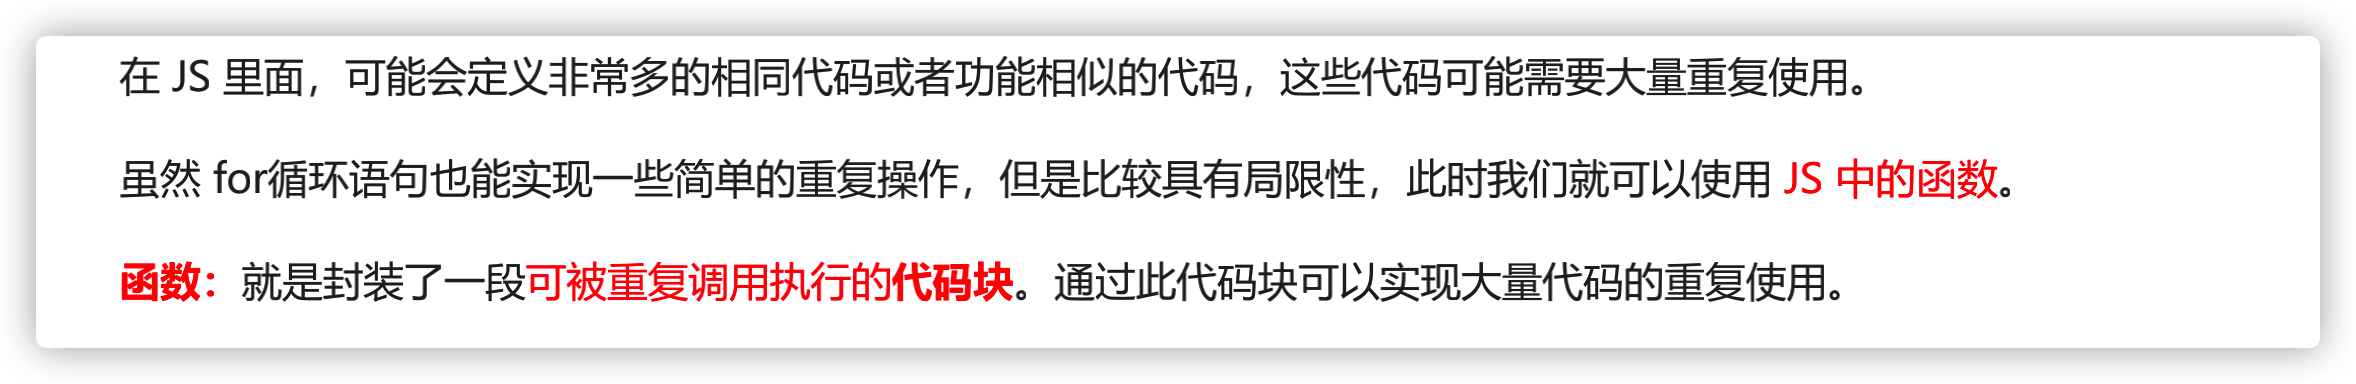 在 JS 里面，可能会定义非常多的相同代码或者功能相似的代码，这些代码可能需要大量重复使用。
虽然 for循环语句也能实现一些简单的重复操作，但是比较具有局限性，此时我们就可以使用 JS 中的函数。
函数：就是封装了一段可被重复调用执行的代码块。通过此代码块可以实现大量代码的重复使用。